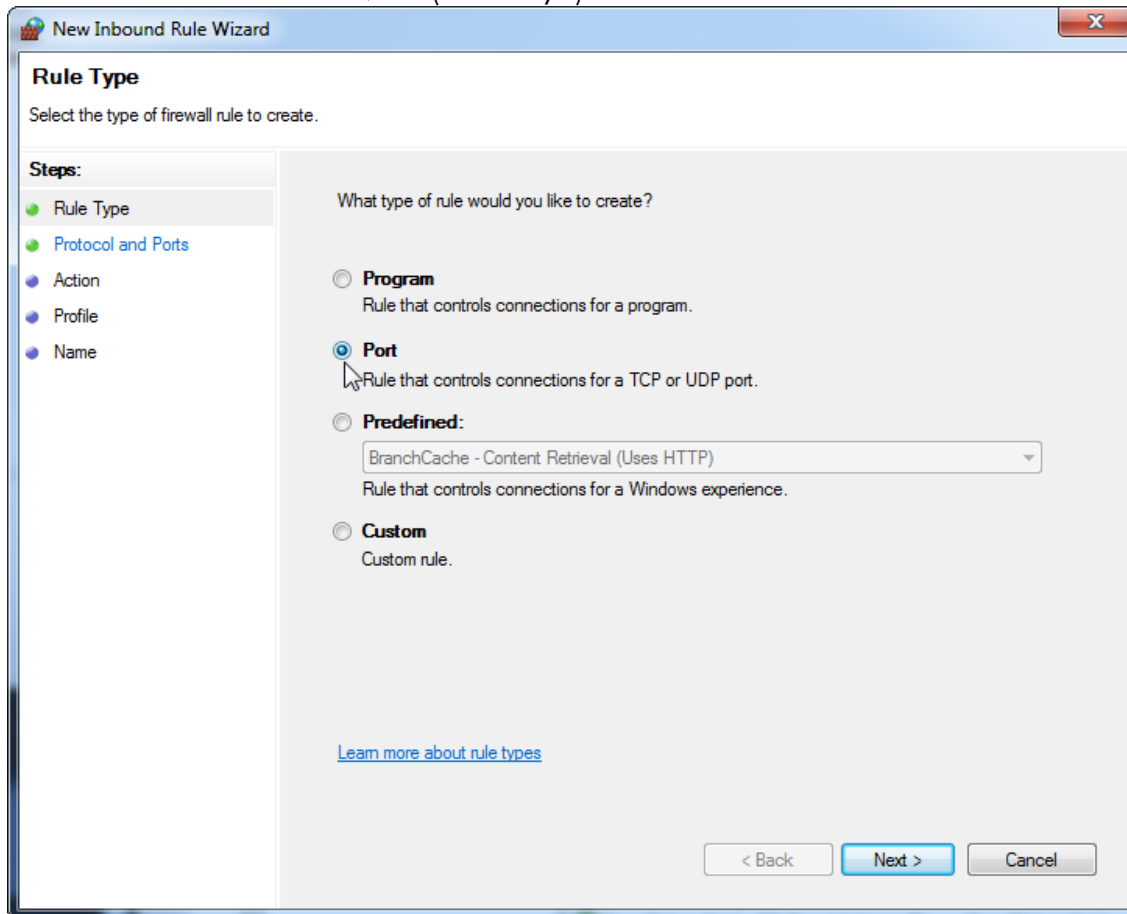 New Inbound Rule Wizard
Rule Type
Select the type of firewall rule to create.
Steps:
Rule Type
Protocol and Ports
Action
Profile
Name
What type of rule would you like to create?
Program
Rule that controls connections for a program.
Port
Rule that controls connections for a TCP or UDP port.
Predefined:
BranchCache - Content Retrieval (Uses HTTP)
Rule that controls connections for a Windows experience.
Custom
Custom rule.
Learn more about rule types
< Back
Next >
Cancel